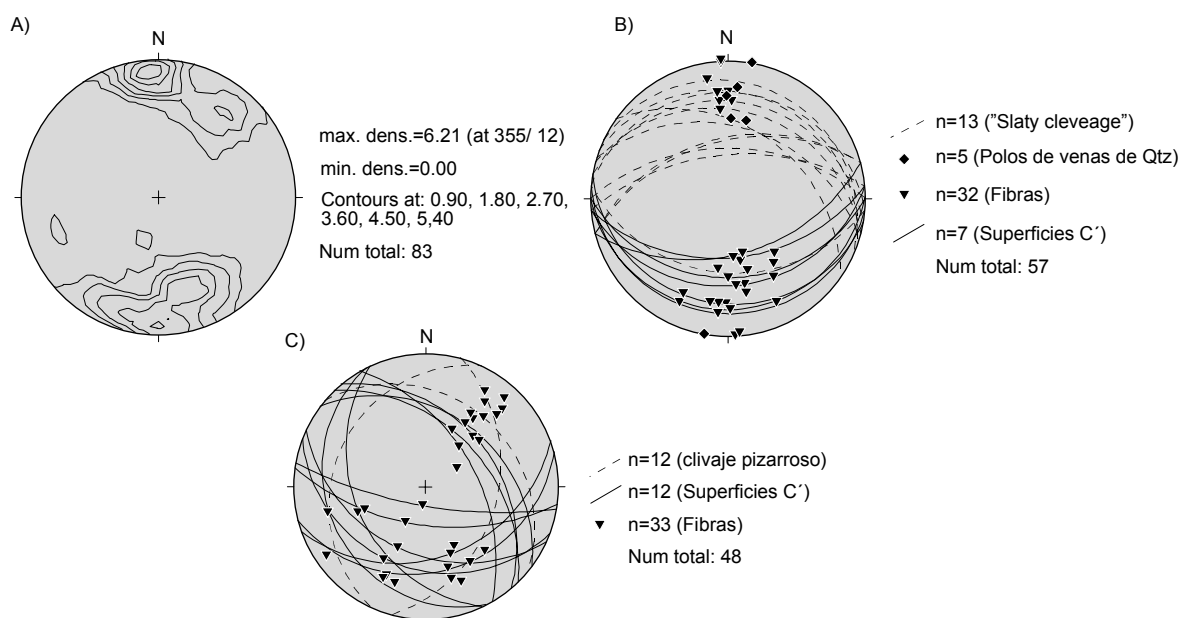 A)
N
max. dens.=6.21 (at 355/ 12)
min. dens.=0.00
Contours at: 0.90, 1.80, 2.70,
3.60, 4.50, 5,40
Num total: 83
B)
N
n=13 (”Slaty cleveage”)
n=5 (Polos de venas de Qtz)
n=32 (Fibras)
n=7 (Superficies C´)
Num total: 57
C)
N
n=12 (clivaje pizarroso)
n=12 (Superficies C´)
n=33 (Fibras)
Num total: 48